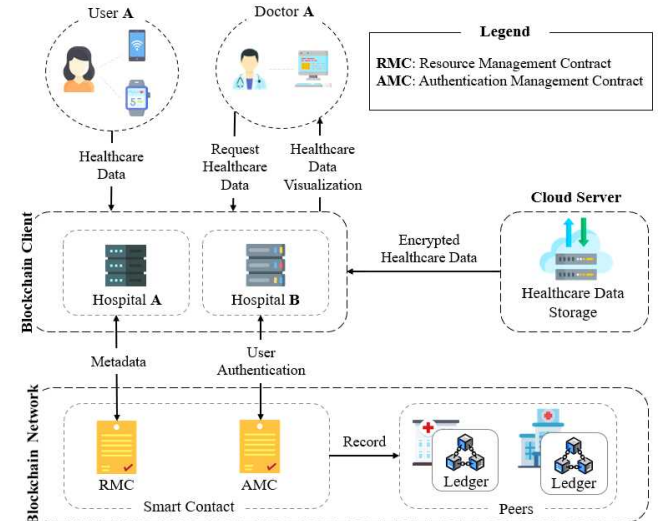 User A
Doctor A
Legend
RMC: Resource Management Contract
AMC: Authentication Management Contract
Healthcare
Data
Request
Healthcare
Data
Healthcare
Data
Visualization
Cloud Server
Blockchain Client
Hospital A
Hospital B
Encrypted
Healthcare Data
Healthcare Data
Storage
Metadata
User
Authentication
Blockchain Network
RMC
AMC
Smart Contact
Record
Ledger
Ledger
Peers